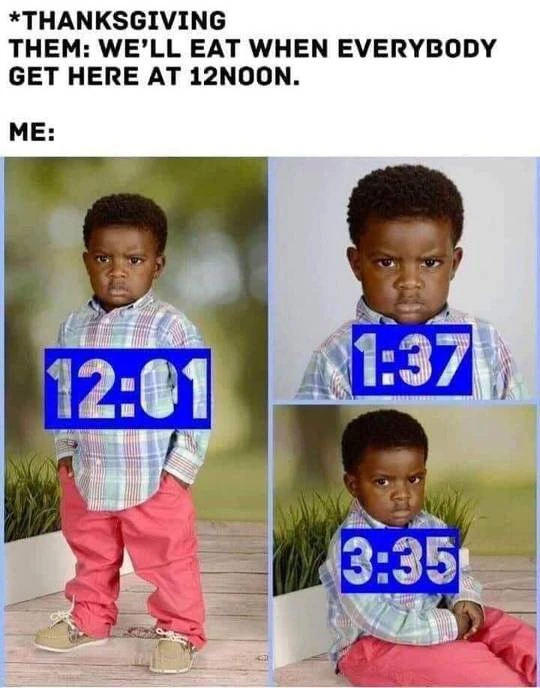 *THANKSGIVING
THEM: WE'LL EAT WHEN EVERYBODY
GET HERE AT 12NOON.
ME:
12:01
1:37
3:35